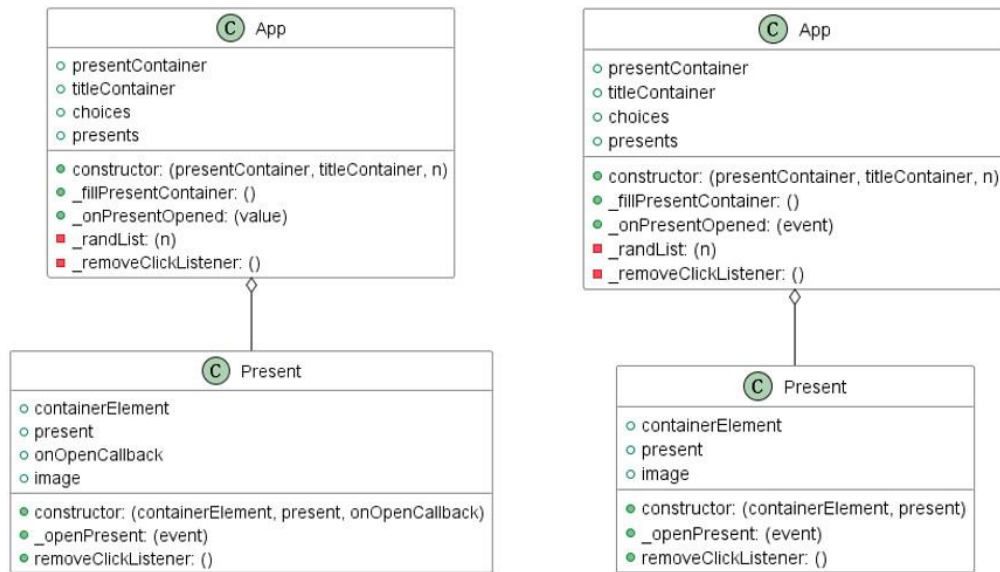 C App
presentContainer
titleContainer
choices
presents
constructor: (presentContainer, titleContainer, n)
_fillPresentContainer: ()
_onPresentOpened: (value)
_randList: (n)
_removeClickListener: ()
C Present
containerElement
present
onOpenCallback
image
constructor: (containerElement, present, onOpenCallback)
_openPresent: (event)
removeClickListener: ()
C App
presentContainer
titleContainer
choices
presents
constructor: (presentContainer, titleContainer, n)
_fillPresentContainer: ()
_onPresentOpened: (event)
_randList: (n)
_removeClickListener: ()
C Present
containerElement
present
image
constructor: (containerElement, present)
_openPresent: (event)
removeClickListener: ()